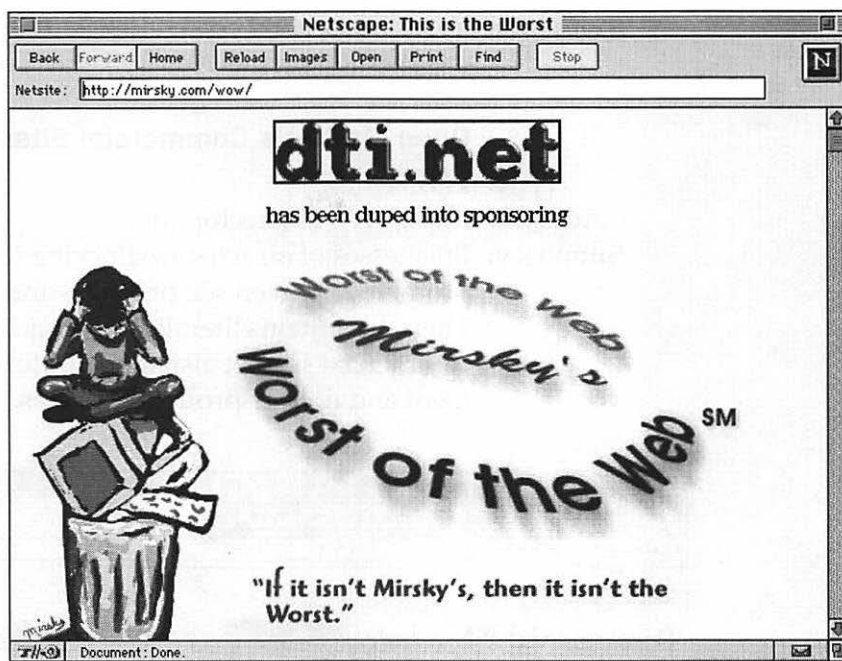 Netscape: This is the Worst
Back Forward Home Reload Images Open Print Find Stop
N
Netsite: http://mirsky.com/wow/
dti.net
has been duped into sponsoring
Worst of the Web
Mirsky's
Worst of the Web SM
"If it isn't Mirsky's, then it isn't the
Worst."
Mirsky
Document: Done.